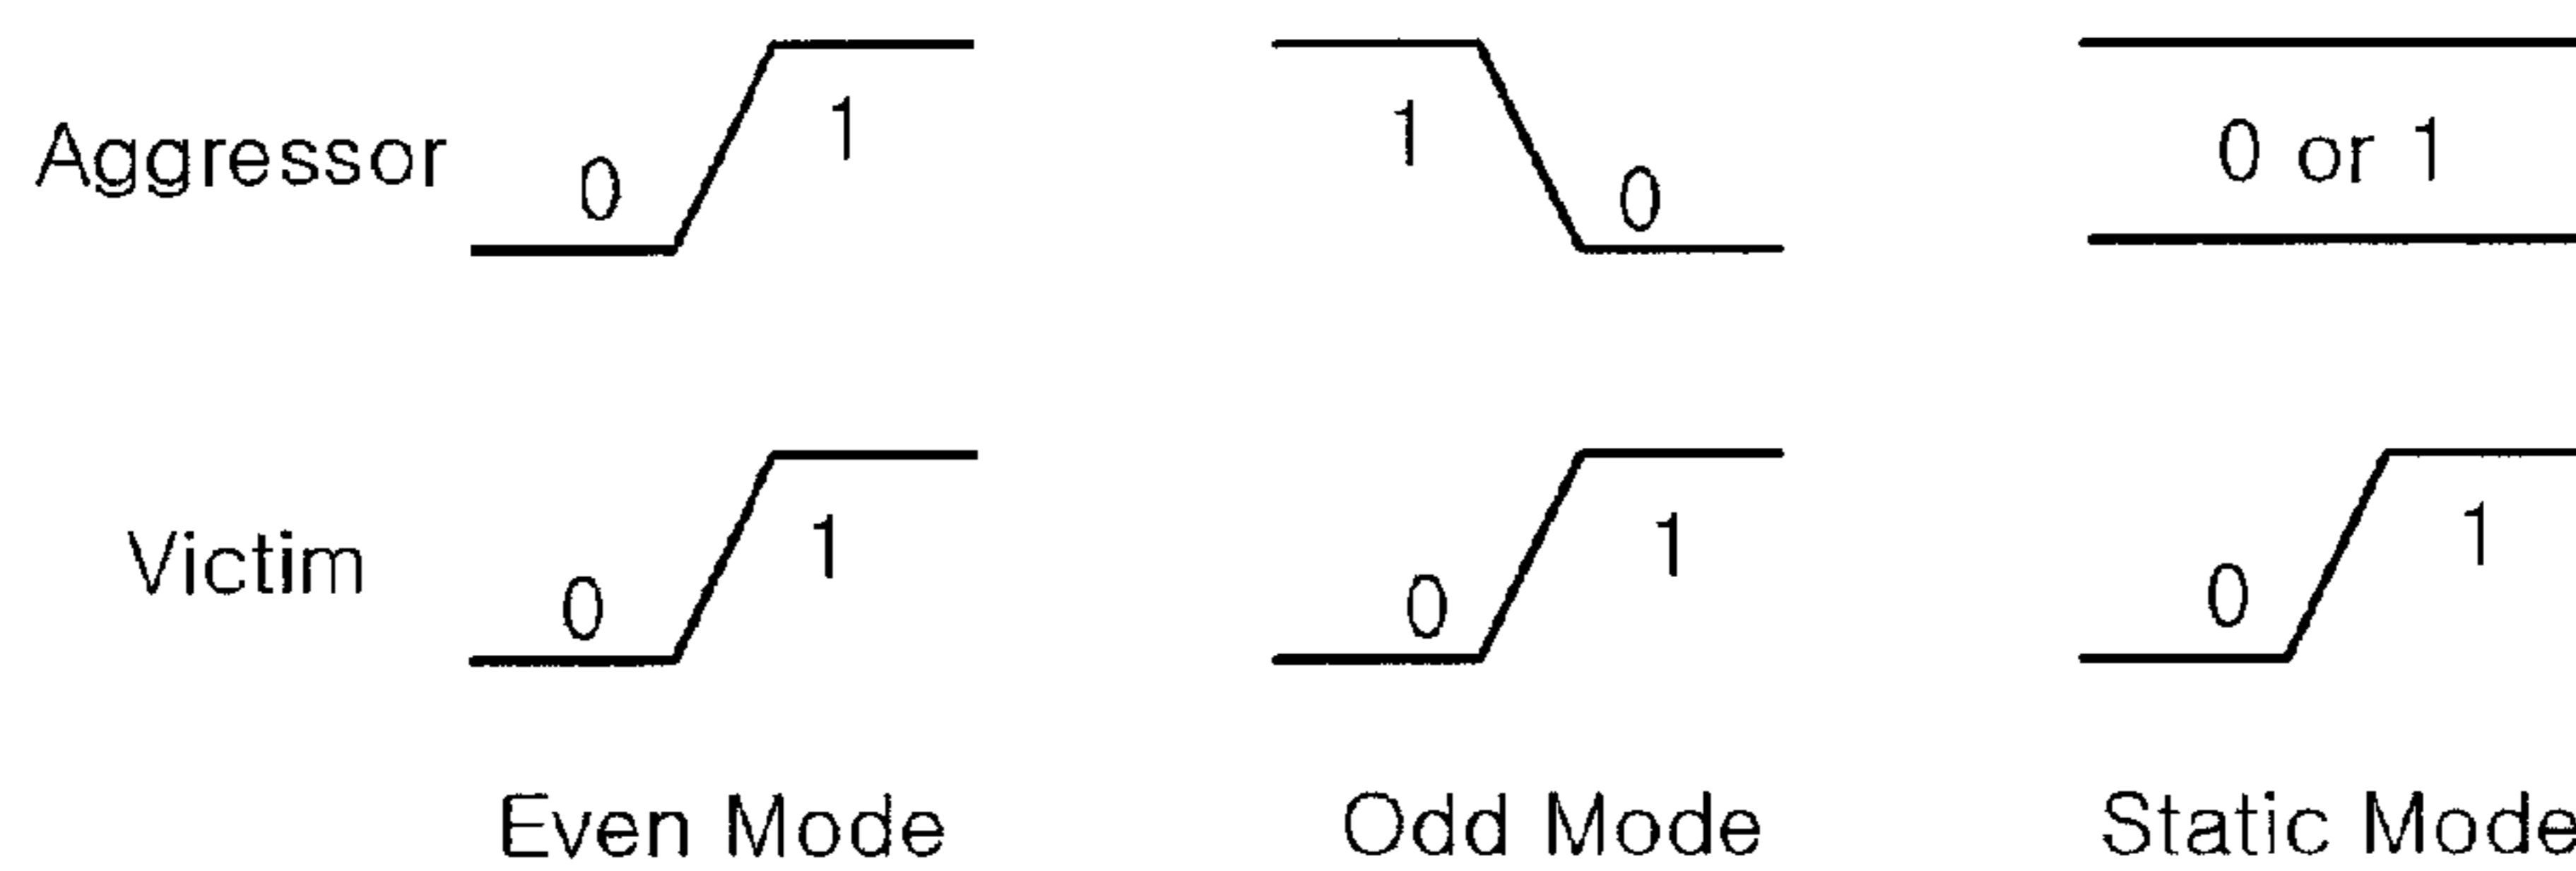 Aggressor 0 1 1 0 0 or 1
Victim 0 1 0 1 0 1
Even Mode Odd Mode Static Mode